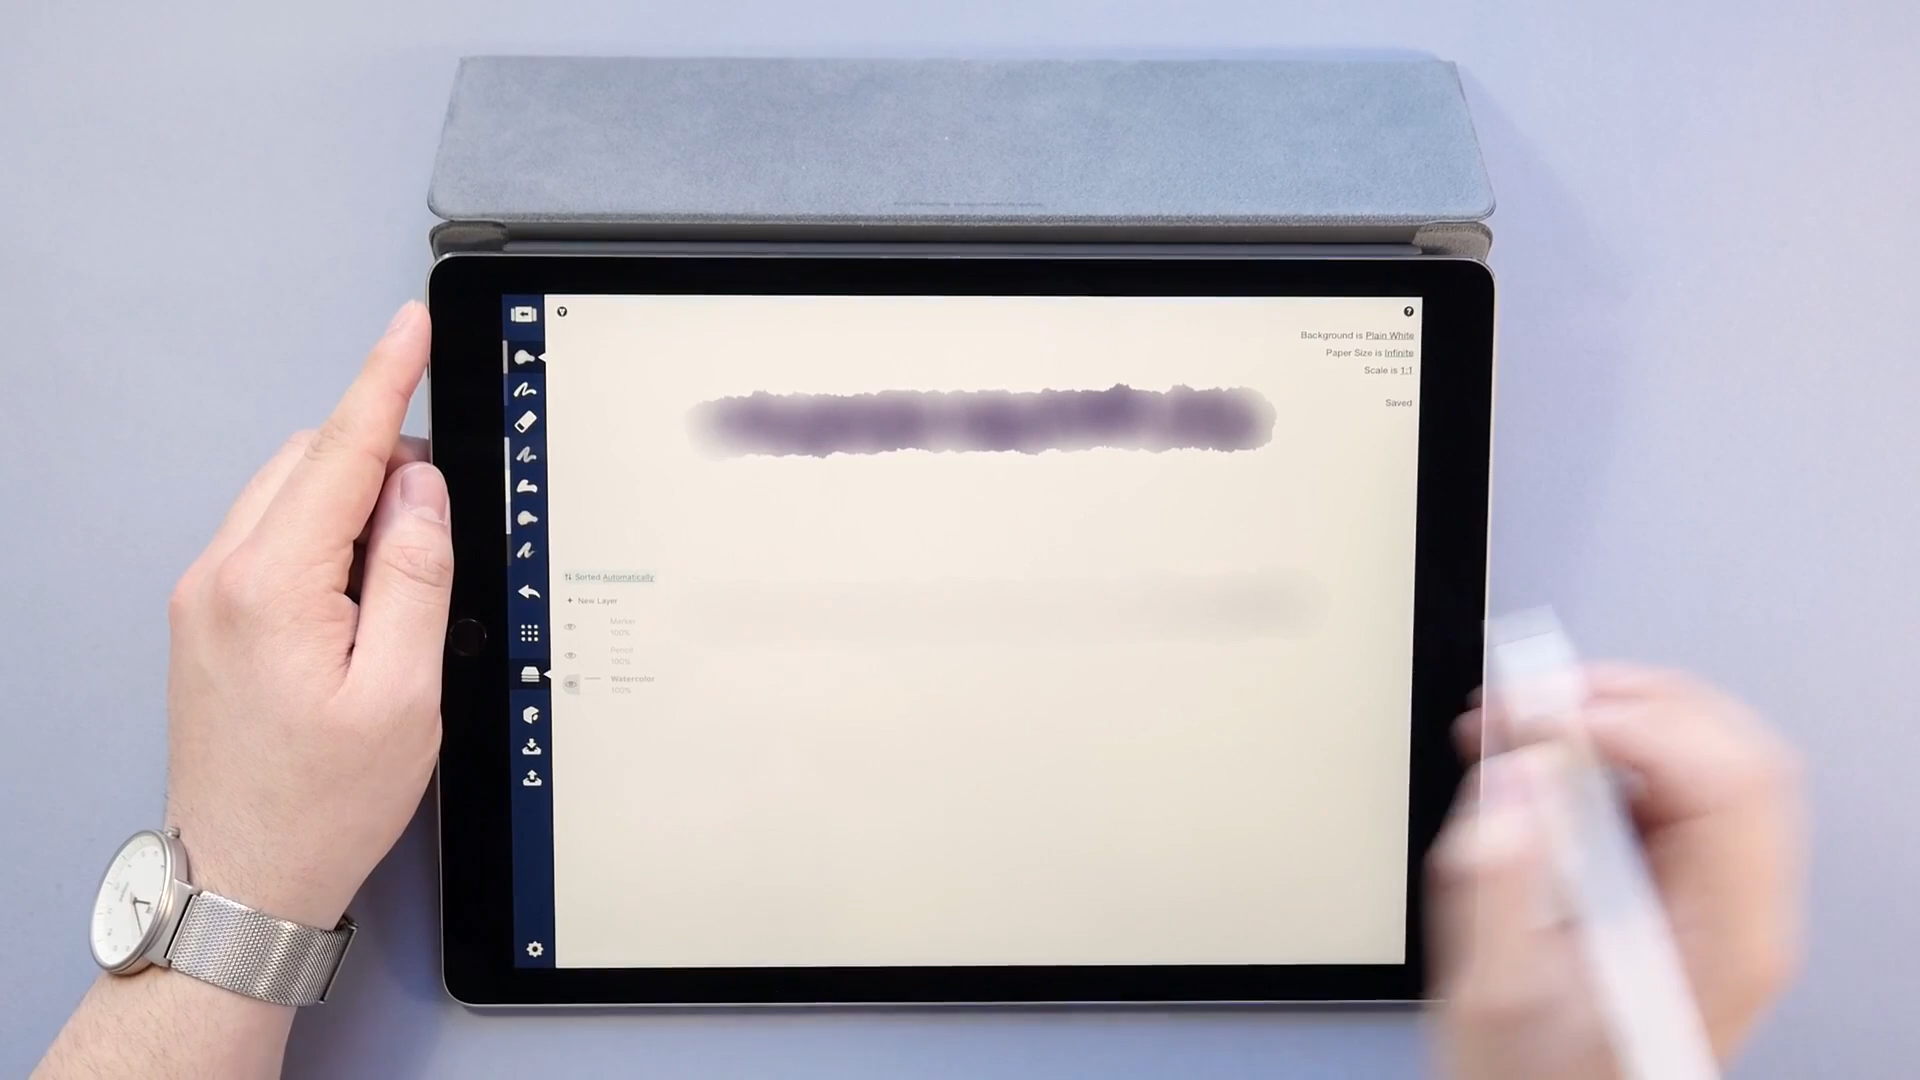 Background is Plain White
Paper Size is Infinite
Scale is 1:1
Saved
Sorted Automatically
+ New Layer
Marker
100%
Pencil
100%
Watercolor
100%